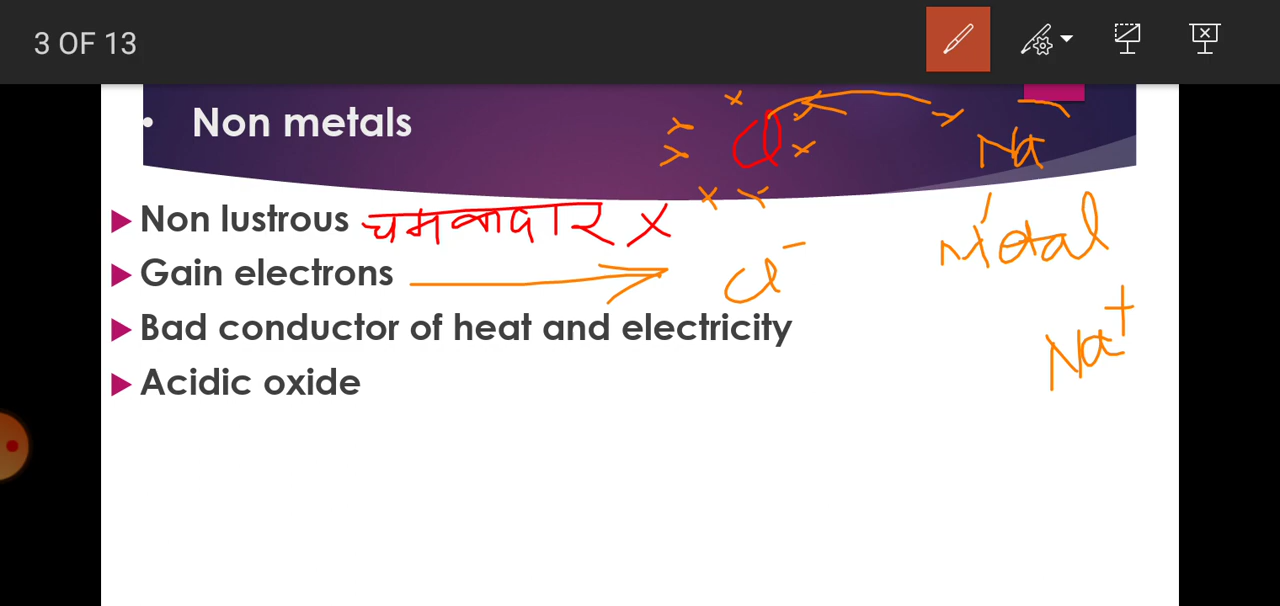 3 OF 13
• Non metals
Cl
Na
Non lustrous चमकदार X
Metal
Gain electrons
Cl⁻
Bad conductor of heat and electricity
Na⁺
Acidic oxide